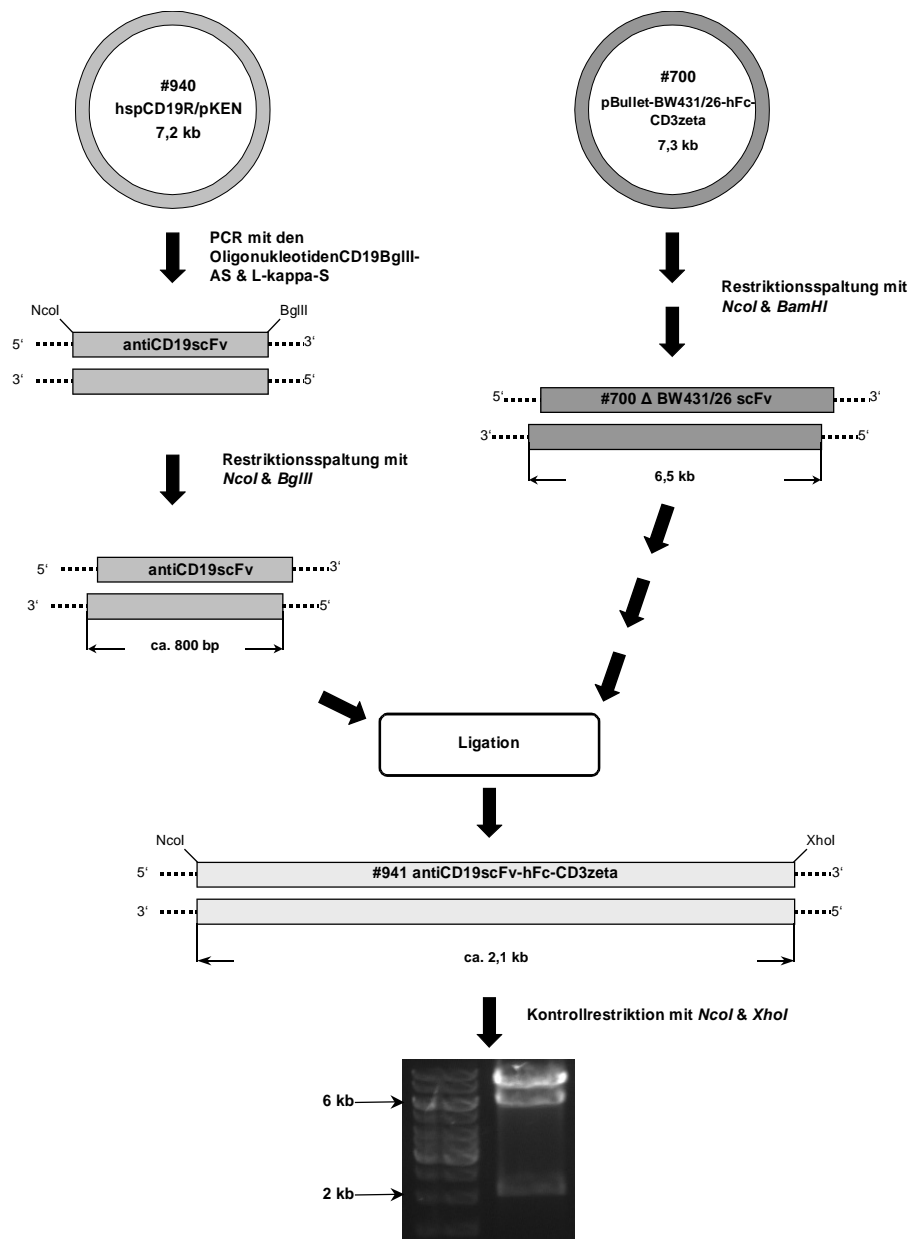 #940
hspCD19R/pKEN
7,2 kb
#700
pBullet-BW431/26-hFc-
CD3zeta
7,3 kb
PCR mit den
OligonukleotidenCD19BglII-
AS & L-kappa-S
Restriktionsspaltung mit
NcoI & BamHI
NcoI
BglII
5‘ antiCD19scFv 3‘
3‘ 5‘
5‘ #700 Δ BW431/26 scFv 3‘
3‘ 5‘
6,5 kb
Restriktionsspaltung mit
NcoI & BglII
5‘ antiCD19scFv 3‘
3‘ 5‘
ca. 800 bp
Ligation
NcoI
XhoI
5‘ #941 antiCD19scFv-hFc-CD3zeta 3‘
3‘ 5‘
ca. 2,1 kb
Kontrollrestriktion mit NcoI & XhoI
6 kb
2 kb